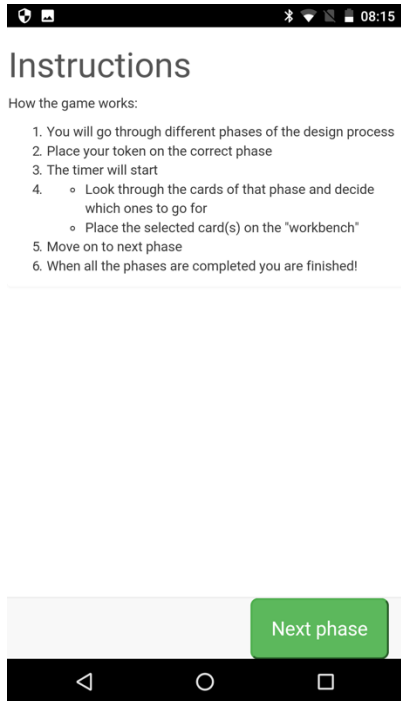 08:15
Instructions
How the game works:
1. You will go through different phases of the design process
2. Place your token on the correct phase
3. The timer will start
4. ◦ Look through the cards of that phase and decide
which ones to go for
◦ Place the selected card(s) on the "workbench"
5. Move on to next phase
6. When all the phases are completed you are finished!
Next phase